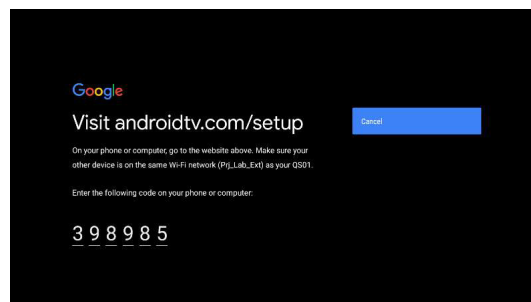 Google
Visit androidtv.com/setup
Cancel
On your phone or computer, go to the website above. Make sure your
other device is on the same Wi-Fi network (Prj_Lab_Ext) as your QS01.
Enter the following code on your phone or computer:
398985